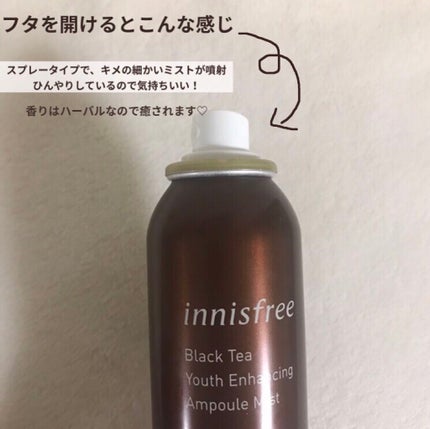 フタを開けるとこんな感じ
スプレータイプで、キメの細かいミストが噴射
ひんやりしているので気持ちいい！
香りはハーバルなので癒されます♡
innisfree
Black Tea
Youth Enhancing
Ampoule Mist